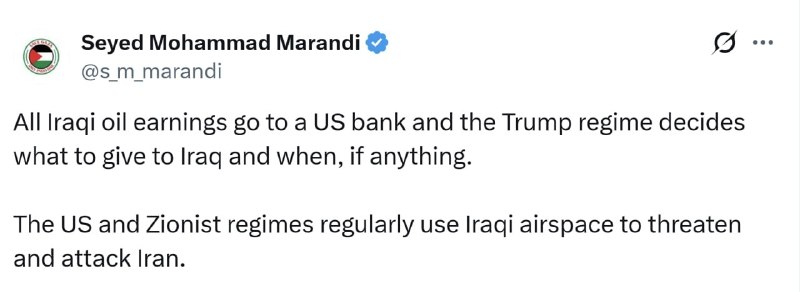 Seyed Mohammad Marandi
@s_m_marandi
All Iraqi oil earnings go to a US bank and the Trump regime decides
what to give to Iraq and when, if anything.
The US and Zionist regimes regularly use Iraqi airspace to threaten
and attack Iran.